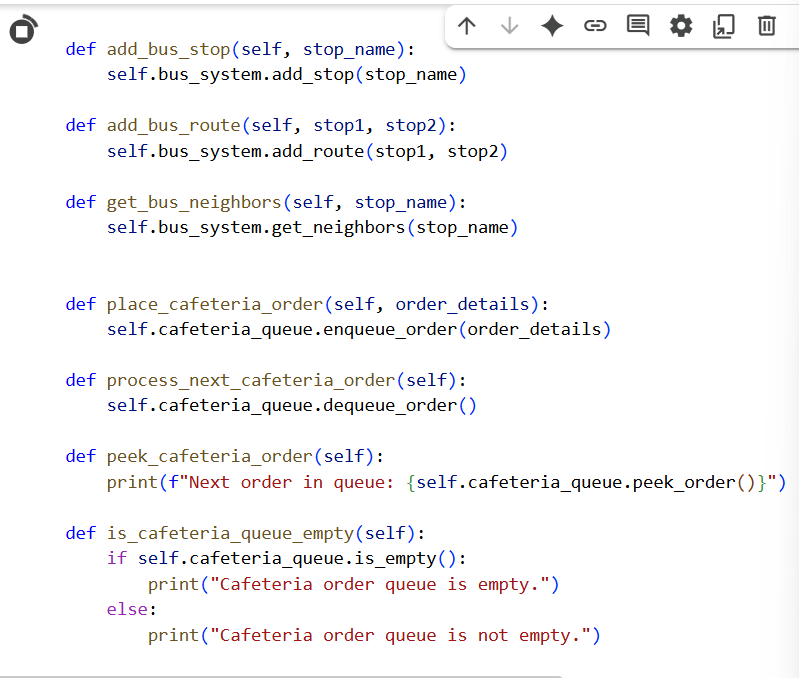 def add_bus_stop(self, stop_name):
    self.bus_system.add_stop(stop_name)

def add_bus_route(self, stop1, stop2):
    self.bus_system.add_route(stop1, stop2)

def get_bus_neighbors(self, stop_name):
    self.bus_system.get_neighbors(stop_name)


def place_cafeteria_order(self, order_details):
    self.cafeteria_queue.enqueue_order(order_details)

def process_next_cafeteria_order(self):
    self.cafeteria_queue.dequeue_order()

def peek_cafeteria_order(self):
    print(f"Next order in queue: {self.cafeteria_queue.peek_order()}")

def is_cafeteria_queue_empty(self):
    if self.cafeteria_queue.is_empty():
        print("Cafeteria order queue is empty.")
    else:
        print("Cafeteria order queue is not empty.")